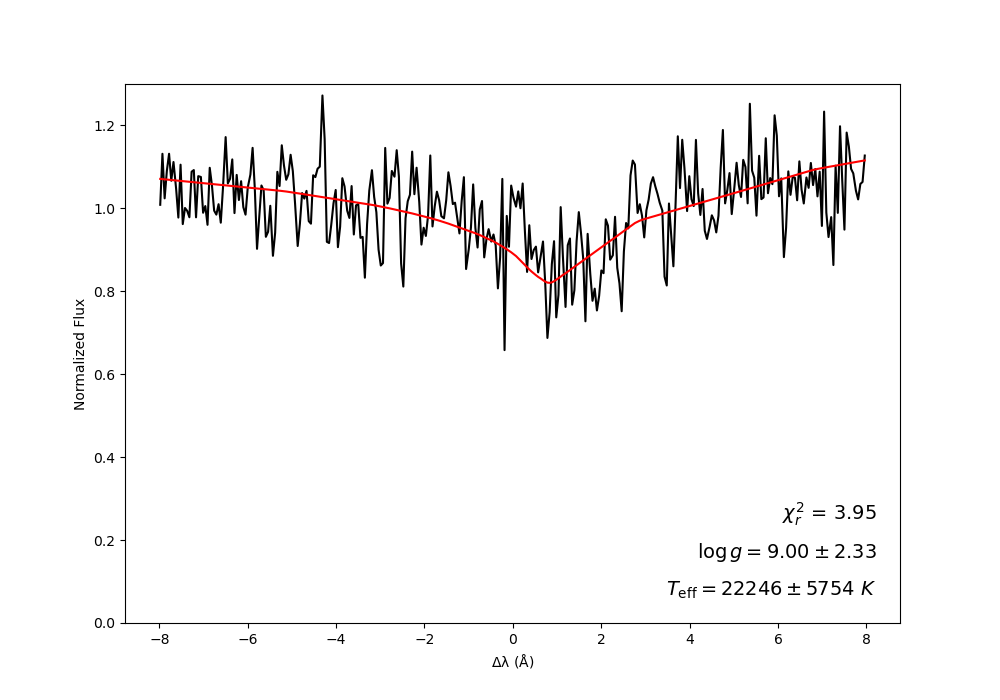 1.2
1.0
0.8
0.6
0.4
0.2
0.0
Normalized Flux
χ²ᵣ = 3.95
log g = 9.00 ± 2.33
T_eff = 22246 ± 5754 K
−8 −6 −4 −2 0 2 4 6 8
Δλ (Å)